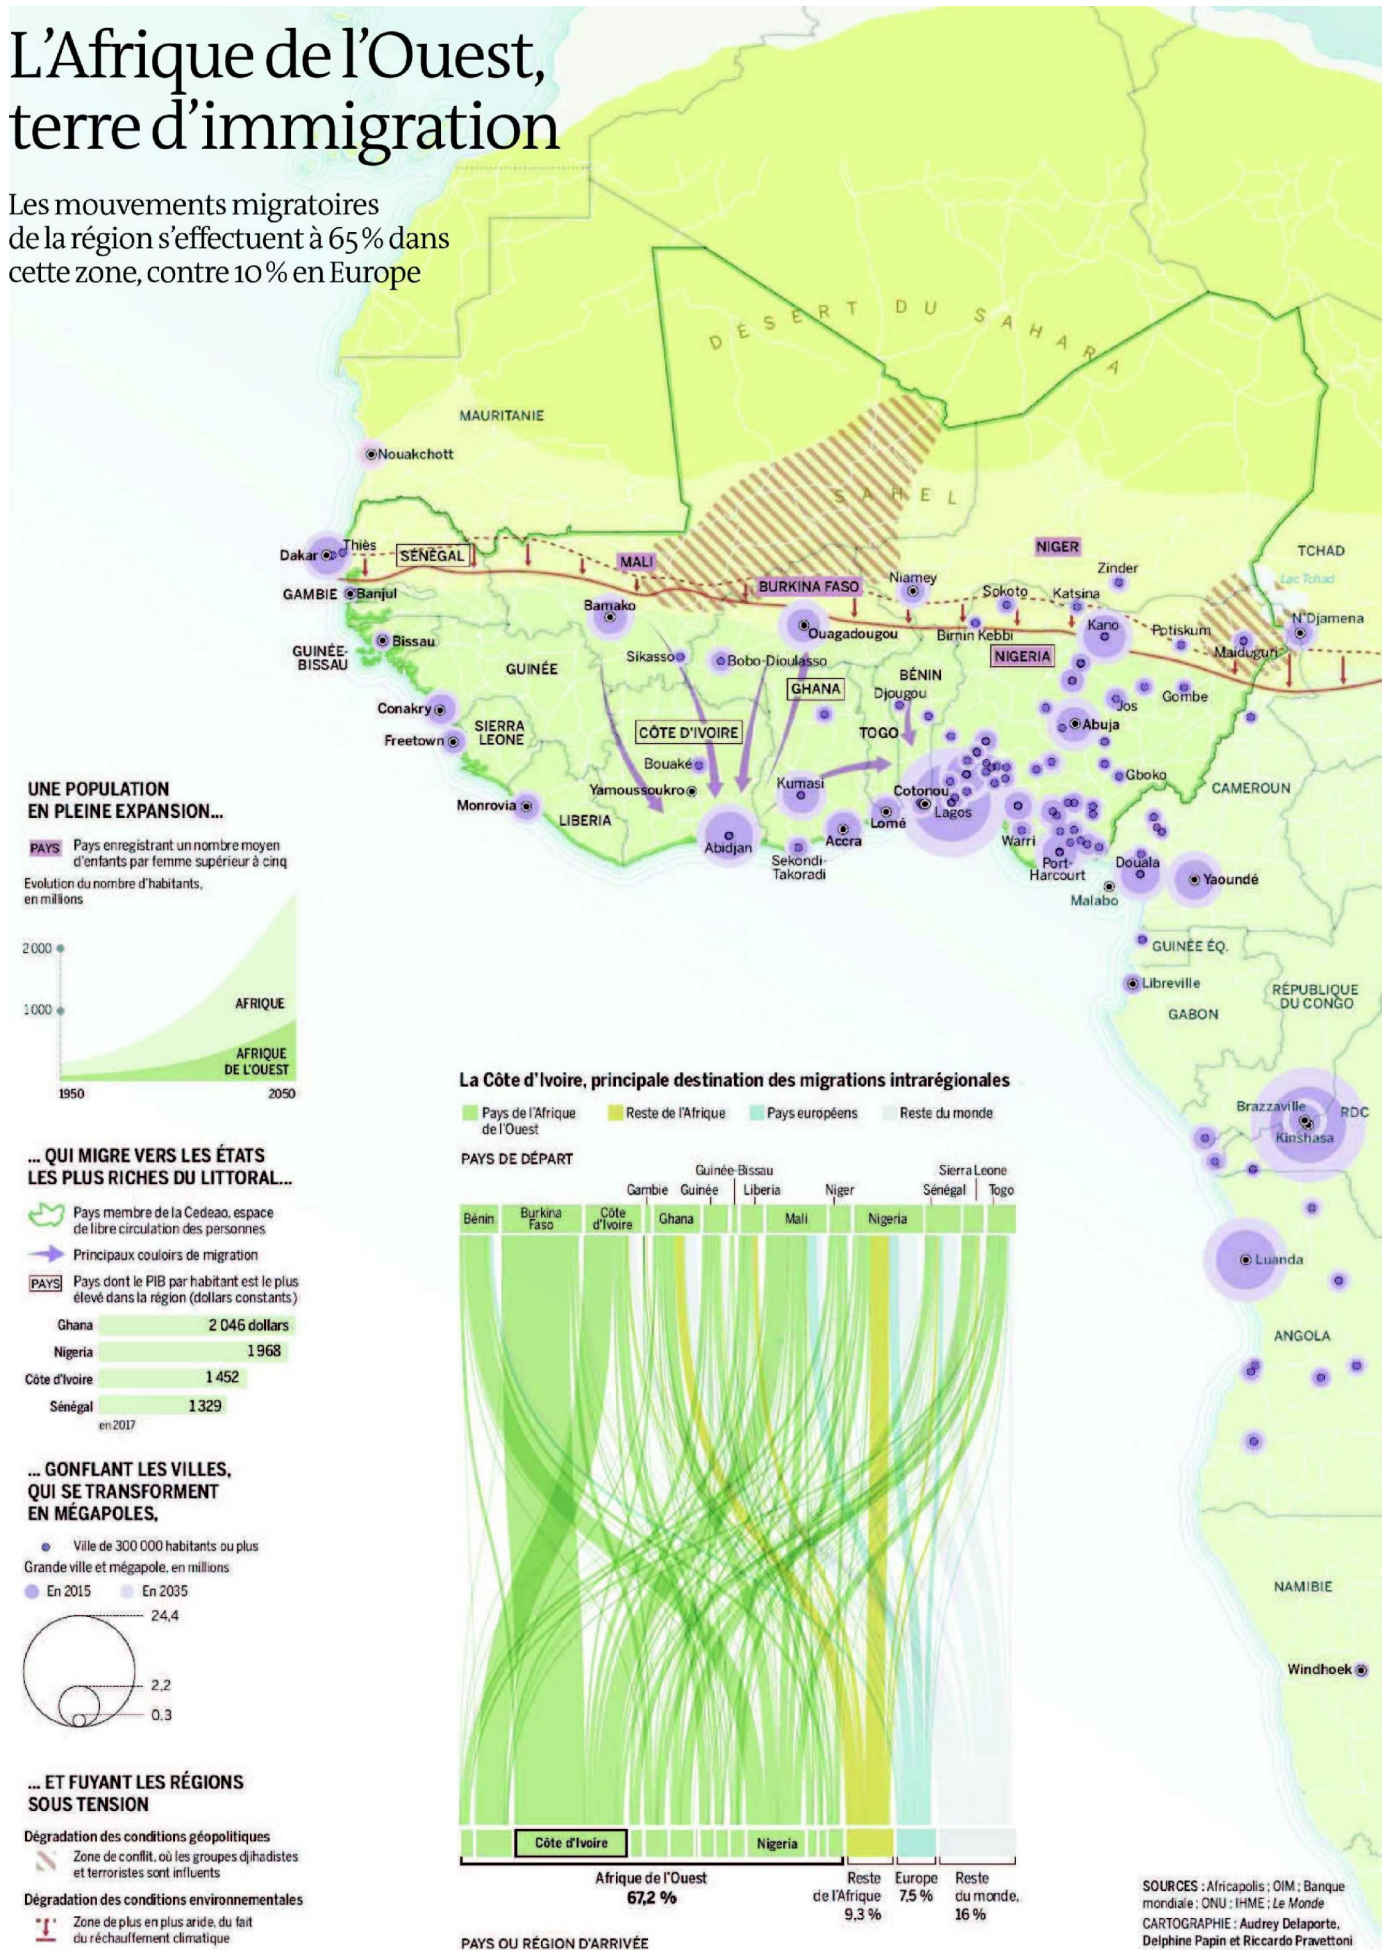 L'Afrique de l'Ouest,
terre d'immigration
Les mouvements migratoires
de la région s'effectuent à 65 % dans
cette zone, contre 10 % en Europe
DÉSERT DU SAHARA
MAURITANIE
Nouakchott
SAHEL
Dakar
Thiès
SÉNÉGAL
MALI
NIGER
TCHAD
Lac Tchad
GAMBIE
Banjul
BURKINA FASO
Niamey
Zinder
Sokoto
Katsina
Bamako
Ouagadougou
Birnin Kebbi
Kano
Potiskum
N'Djamena
Maiduguri
GUINÉE-
BISSAU
Bissau
Sikasso
Bobo-Dioulasso
NIGERIA
GUINÉE
GHANA
BÉNIN
Djougou
Jos
Gombe
Conakry
SIERRA
LEONE
Freetown
CÔTE D'IVOIRE
TOGO
Abuja
Bouaké
Gboko
Yamoussoukro
Kumasi
Cotonou
CAMEROUN
Monrovia
LIBERIA
Abidjan
Sekondi-
Takoradi
Accra
Lomé
Lagos
Warri
Port-
Harcourt
Douala
Yaoundé
Malabo
GUINÉE ÉQ.
Libreville
GABON
RÉPUBLIQUE
DU CONGO
Brazzaville
RDC
Kinshasa
Luanda
ANGOLA
NAMIBIE
Windhoek
UNE POPULATION
EN PLEINE EXPANSION...
PAYS
Pays enregistrant un nombre moyen
d'enfants par femme supérieur à cinq
Evolution du nombre d'habitants,
en millions
2 000
1 000
AFRIQUE
AFRIQUE
DE L'OUEST
1950
2050
... QUI MIGRE VERS LES ÉTATS
LES PLUS RICHES DU LITTORAL...
Pays membre de la Cedeao, espace
de libre circulation des personnes
Principaux couloirs de migration
PAYS
Pays dont le PIB par habitant est le plus
élevé dans la région (dollars constants)
Ghana 2 046 dollars
Nigeria 1 968
Côte d'Ivoire 1 452
Sénégal 1 329
en 2017
... GONFLANT LES VILLES,
QUI SE TRANSFORMENT
EN MÉGAPOLES,
Ville de 300 000 habitants ou plus
Grande ville et mégapole, en millions
En 2015
En 2035
24,4
2,2
0,3
... ET FUYANT LES RÉGIONS
SOUS TENSION
Dégradation des conditions géopolitiques
Zone de conflit, où les groupes djihadistes
et terroristes sont influents
Dégradation des conditions environnementales
Zone de plus en plus aride, du fait
du réchauffement climatique
La Côte d'Ivoire, principale destination des migrations intrarégionales
Pays de l'Afrique
de l'Ouest
Reste de l'Afrique
Pays européens
Reste du monde
PAYS DE DÉPART
Guinée-Bissau
Sierra Leone
Gambie
Guinée
Liberia
Niger
Sénégal
Togo
Bénin
Burkina
Faso
Côte
d'Ivoire
Ghana
Mali
Nigeria
Côte d'Ivoire
Nigeria
Afrique de l'Ouest
67,2 %
Reste
de l'Afrique
9,3 %
Europe
7,5 %
Reste
du monde,
16 %
PAYS OU RÉGION D'ARRIVÉE
SOURCES : Africapolis ; OIM ; Banque
mondiale ; ONU ; IHME ; Le Monde
CARTOGRAPHIE : Audrey Delaporte,
Delphine Papin et Riccardo Pravettoni